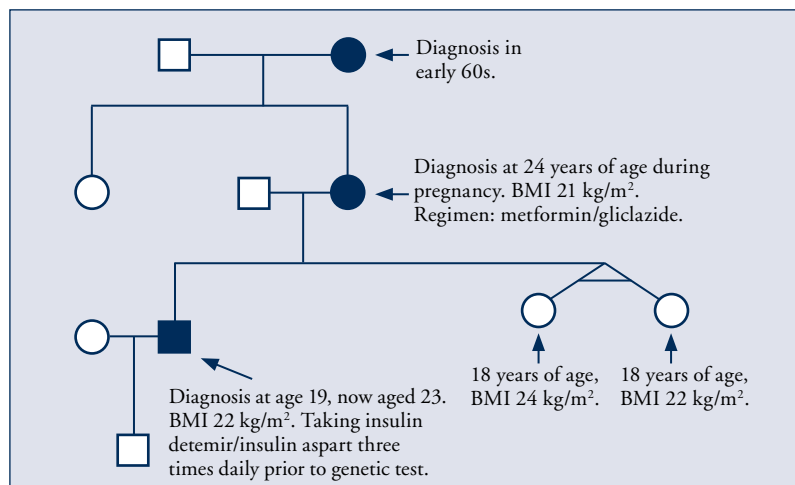 Diagnosis in
early 60s.
Diagnosis at 24 years of age during
pregnancy. BMI 21 kg/m².
Regimen: metformin/gliclazide.
Diagnosis at age 19, now aged 23.
BMI 22 kg/m². Taking insulin
detemir/insulin aspart three
times daily prior to genetic test.
18 years of age,
BMI 24 kg/m².
18 years of age,
BMI 22 kg/m².